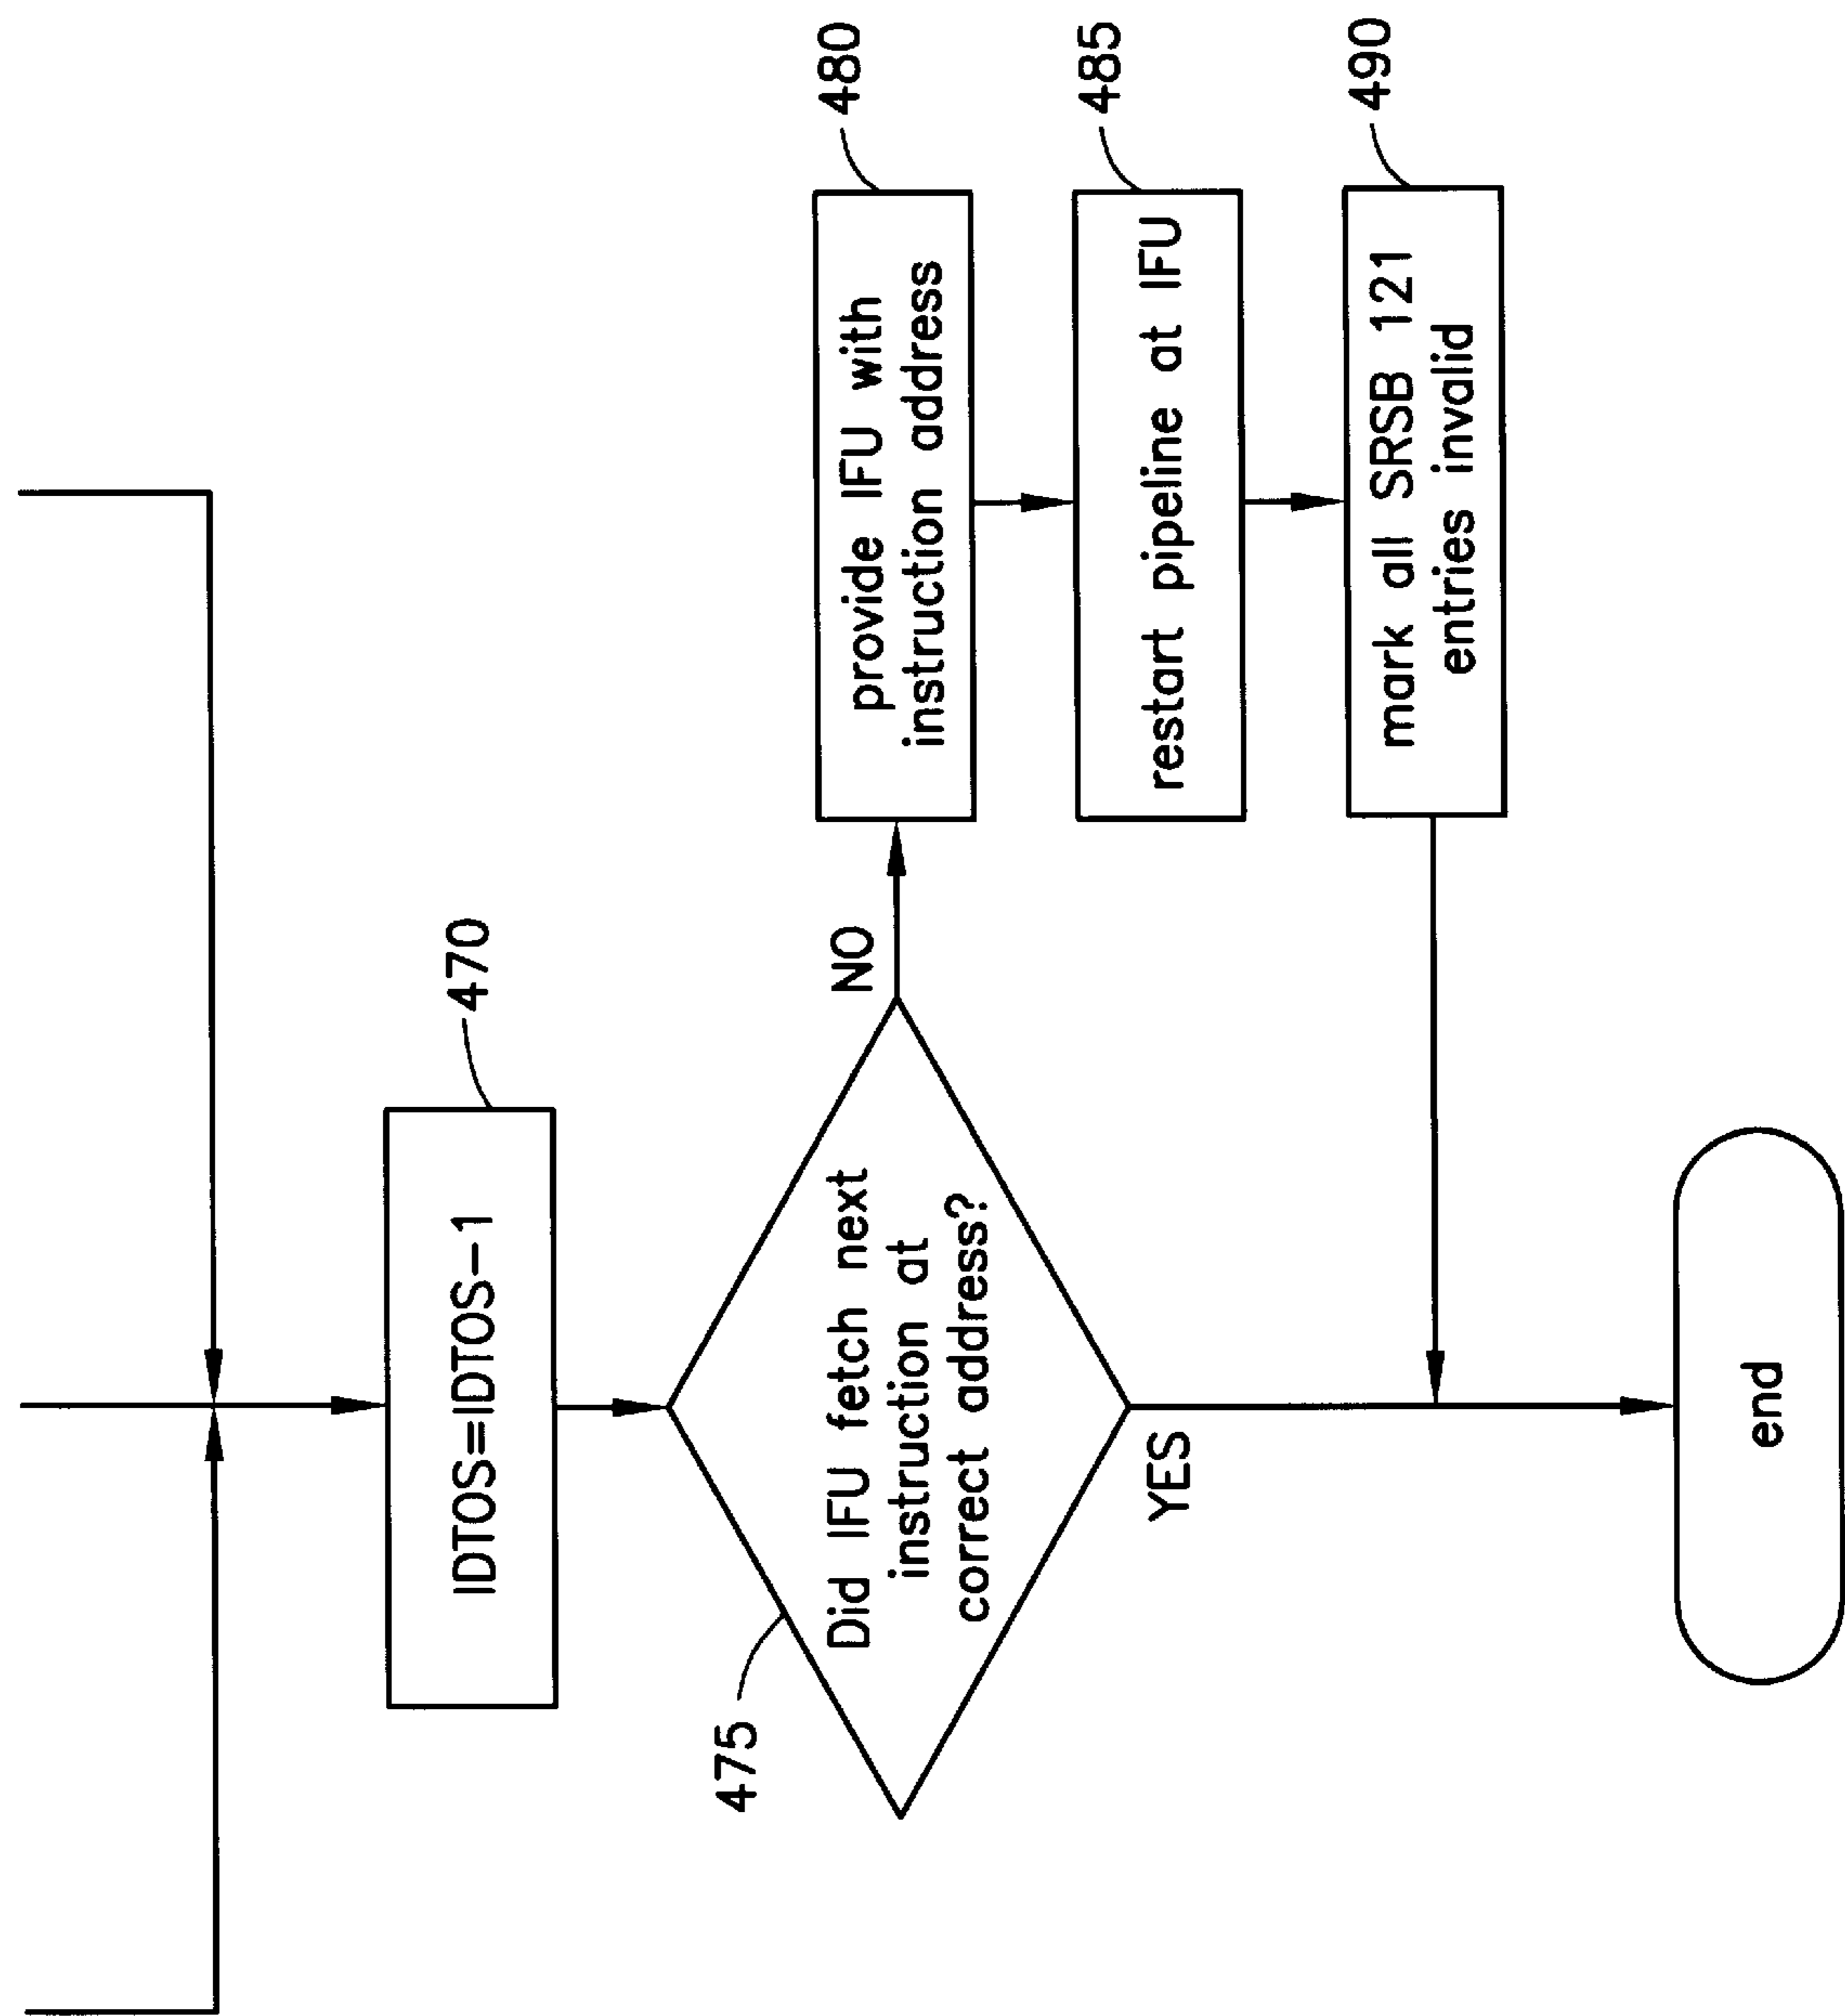 IDTOS=IDTOS-1
470
475
Did IFU fetch next
instruction at
correct address?
NO
YES
provide IFU with
instruction address
480
restart pipeline at IFU
485
mark all SRSB 121
entries invalid
490
end